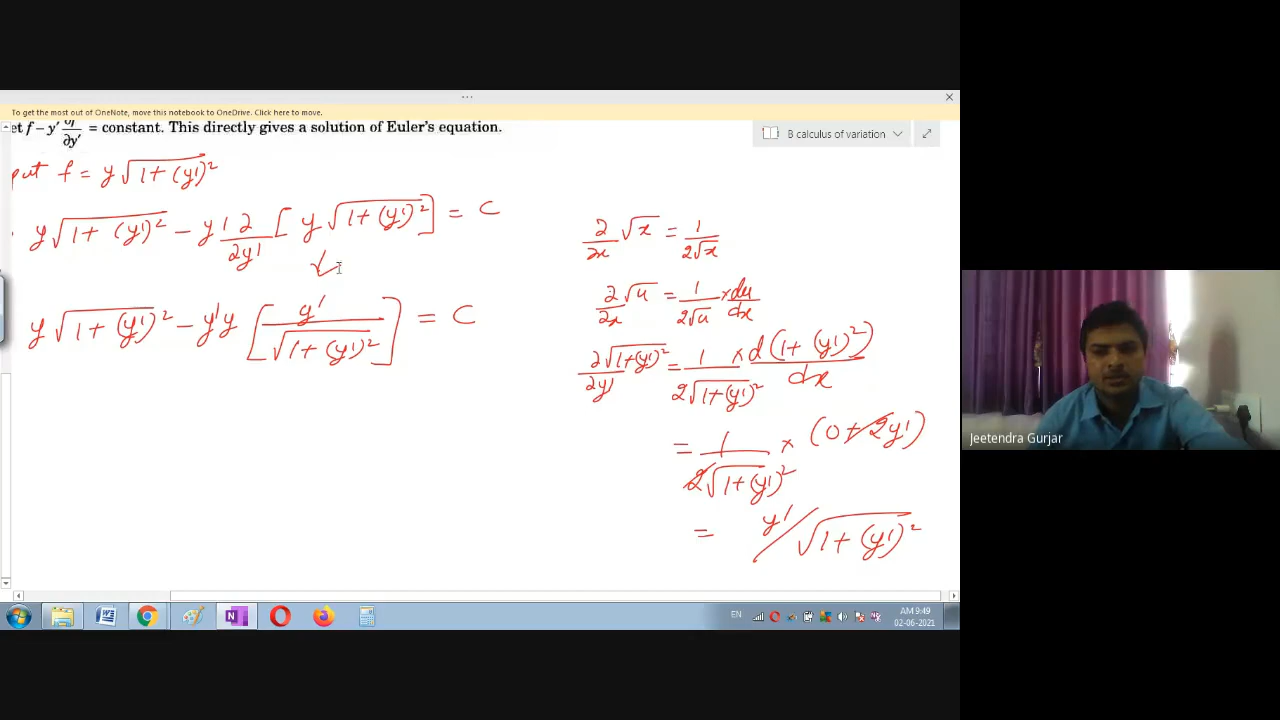 To get the most out of OneNote, move this notebook to OneDrive. Click here to move.
et f – y′ ∂f/∂y′ = constant. This directly gives a solution of Euler's equation.
B calculus of variation
put f = y√1+(y')²
y√1+(y')² – y' ∂/∂y' [y√1+(y')²] = C
y√1+(y')² – y'y [y'/√1+(y')²] = C
∂/∂x √x = 1/2√x
∂/∂x √u = 1/2√u × du/dx
∂√1+(y')²/∂y' = 1/2√1+(y')² × d(1+(y')²)/dx
= 1/2√1+(y')² × (0+2y')
= y'/√1+(y')²
Jeetendra Gurjar
EN
AM 9:49
02-06-2021